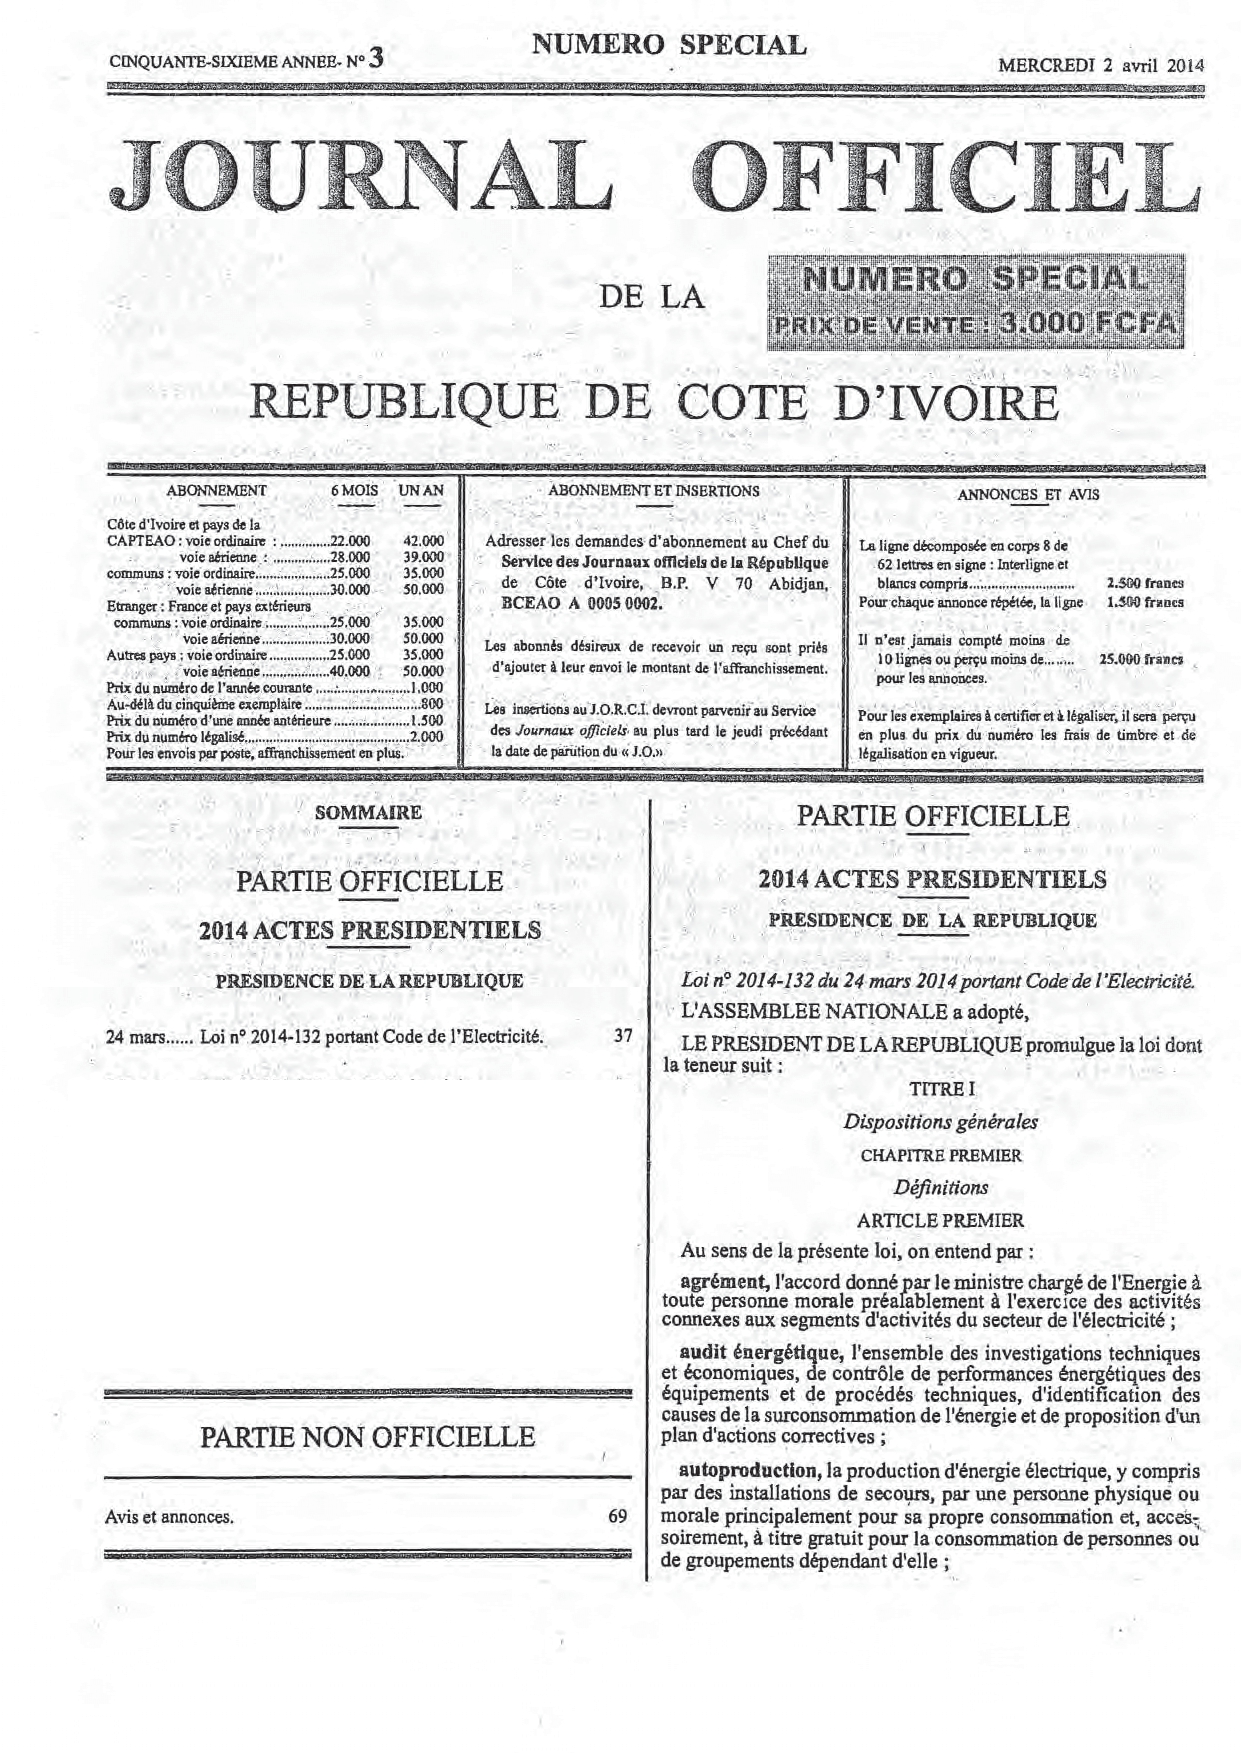 CINQUANTE-SIXIEME ANNEE- N° 3
NUMERO SPECIAL
MERCREDI 2 avril 2014
JOURNAL OFFICIEL
DE LA
NUMERO SPECIAL
PRIX DE VENTE : 3.000 FCFA
REPUBLIQUE DE COTE D'IVOIRE
ABONNEMENT 6 MOIS UN AN
Côte d'Ivoire et pays de la
CAPTEAO : voie ordinaire : ..............22.000 42.000
voie aérienne : ................28.000 39.000
communs : voie ordinaire.....................25.000 35.000
voie aérienne .....................30.000 50.000
Etranger : France et pays extérieurs
communs : voie ordinaire ..................25.000 35.000
voie aérienne...................30.000 50.000
Autres pays : voie ordinaire.................25.000 35.000
voie aérienne...................40.000 50.000
Prix du numéro de l'année courante ..........................1.000
Au-délà du cinquième exemplaire ................................800
Prix du numéro d'une année antérieure .....................1.500
Prix du numéro légalisé..............................................2.000
Pour les envois par poste, affranchissement en plus.
ABONNEMENT ET INSERTIONS
Adresser les demandes d'abonnement au Chef du
Service des Journaux officiels de la République
de Côte d'Ivoire, B.P. V 70 Abidjan,
BCEAO A 0005 0002.
Les abonnés désireux de recevoir un reçu sont priés
d'ajouter à leur envoi le montant de l'affranchissement.
Les insertions au J.O.R.C.I. devront parvenir au Service
des Journaux officiels au plus tard le jeudi précédant
la date de parution du « J.O.»
ANNONCES ET AVIS
La ligne décomposée en corps 8 de
62 lettres en signe : Interligne et
blancs compris............................ 2.500 francs
Pour chaque annonce répétée, la ligne 1.500 francs
Il n'est jamais compté moins de
10 lignes ou perçu moins de........ 25.000 francs
pour les annonces.
Pour les exemplaires à certifier et à légaliser, il sera perçu
en plus du prix du numéro les frais de timbre et de
légalisation en vigueur.
SOMMAIRE
PARTIE OFFICIELLE
2014 ACTES PRESIDENTIELS
PRESIDENCE DE LA REPUBLIQUE
24 mars...... Loi n° 2014-132 portant Code de l'Electricité. 37
PARTIE NON OFFICIELLE
Avis et annonces. 69
PARTIE OFFICIELLE
2014 ACTES PRESIDENTIELS
PRESIDENCE DE LA REPUBLIQUE
Loi n° 2014-132 du 24 mars 2014 portant Code de l'Electricité.
L'ASSEMBLEE NATIONALE a adopté,
LE PRESIDENT DE LA REPUBLIQUE promulgue la loi dont
la teneur suit :
TITRE I
Dispositions générales
CHAPITRE PREMIER
Définitions
ARTICLE PREMIER
Au sens de la présente loi, on entend par :
agrément, l'accord donné par le ministre chargé de l'Energie à
toute personne morale préalablement à l'exercice des activités
connexes aux segments d'activités du secteur de l'électricité ;
audit énergétique, l'ensemble des investigations techniques
et économiques, de contrôle de performances énergétiques des
équipements et de procédés techniques, d'identification des
causes de la surconsommation de l'énergie et de proposition d'un
plan d'actions correctives ;
autoproduction, la production d'énergie électrique, y compris
par des installations de secours, par une personne physique ou
morale principalement pour sa propre consommation et, acces-
soirement, à titre gratuit pour la consommation de personnes ou
de groupements dépendant d'elle ;